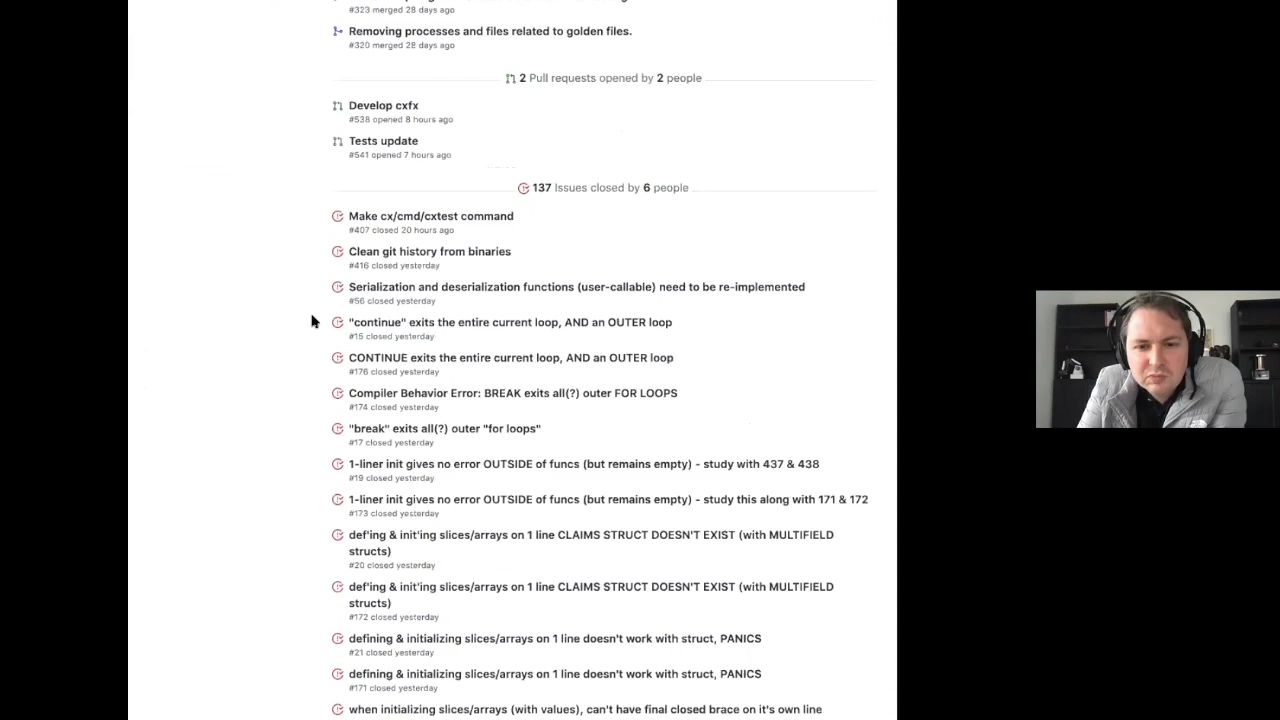 #323 merged 28 days ago
Removing processes and files related to golden files.
#320 merged 28 days ago
2 Pull requests opened by 2 people
Develop cxfx
#538 opened 8 hours ago
Tests update
#541 opened 7 hours ago
137 Issues closed by 6 people
Make cx/cmd/cxtest command
#407 closed 20 hours ago
Clean git history from binaries
#416 closed yesterday
Serialization and deserialization functions (user-callable) need to be re-implemented
#56 closed yesterday
"continue" exits the entire current loop, AND an OUTER loop
#15 closed yesterday
CONTINUE exits the entire current loop, AND an OUTER loop
#176 closed yesterday
Compiler Behavior Error: BREAK exits all(?) outer FOR LOOPS
#174 closed yesterday
"break" exits all(?) outer "for loops"
#17 closed yesterday
1-liner init gives no error OUTSIDE of funcs (but remains empty) - study with 437 & 438
#19 closed yesterday
1-liner init gives no error OUTSIDE of funcs (but remains empty) - study this along with 171 & 172
#173 closed yesterday
def'ing & init'ing slices/arrays on 1 line CLAIMS STRUCT DOESN'T EXIST (with MULTIFIELD
structs)
#20 closed yesterday
def'ing & init'ing slices/arrays on 1 line CLAIMS STRUCT DOESN'T EXIST (with MULTIFIELD
structs)
#172 closed yesterday
defining & initializing slices/arrays on 1 line doesn't work with struct, PANICS
#21 closed yesterday
defining & initializing slices/arrays on 1 line doesn't work with struct, PANICS
#171 closed yesterday
when initializing slices/arrays (with values), can't have final closed brace on it's own line